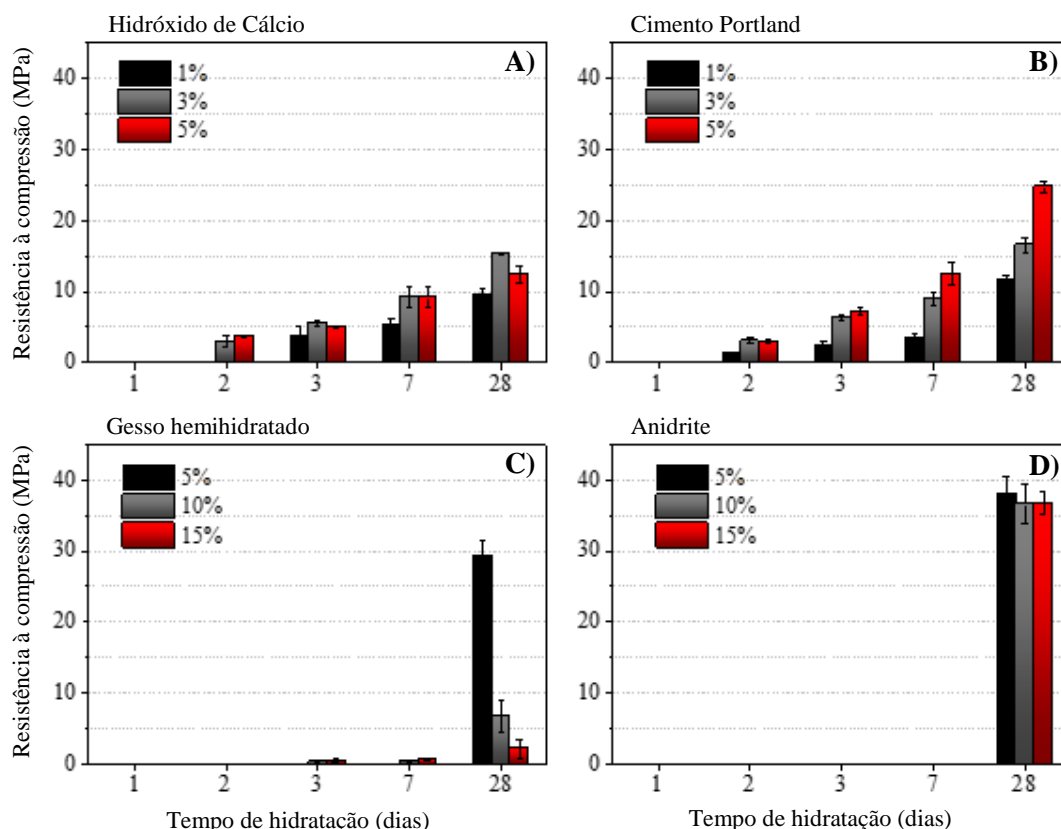 Hidróxido de Cálcio
A)
1%
3%
5%
Resistência à compressão (MPa)
40
30
20
10
0
1 2 3 7 28
Cimento Portland
B)
1%
3%
5%
40
30
20
10
0
1 2 3 7 28
Gesso hemihidratado
C)
5%
10%
15%
Resistência à compressão (MPa)
40
30
20
10
0
1 2 3 7 28
Tempo de hidratação (dias)
Anidrite
D)
5%
10%
15%
40
30
20
10
0
1 2 3 7 28
Tempo de hidratação (dias)